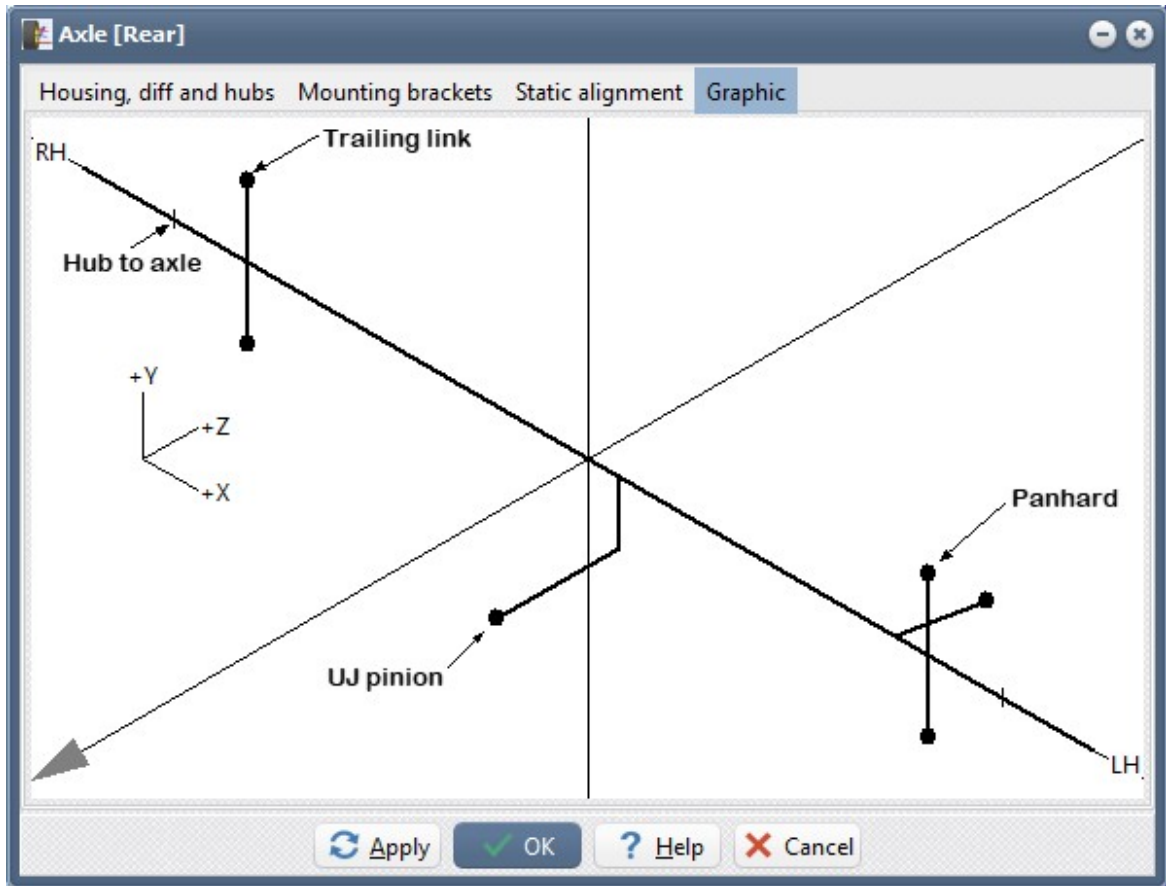 Axle [Rear]
Housing, diff and hubs Mounting brackets Static alignment Graphic
RH
Trailing link
Hub to axle
+Y
+Z
+X
Panhard
UJ pinion
LH
Apply OK ? Help Cancel